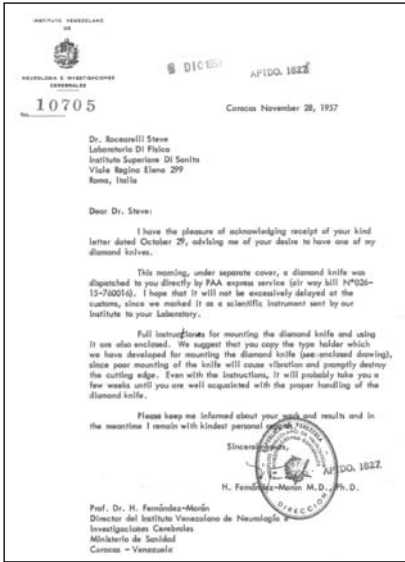 INSTITUTO VENEZOLANO
DE
NEUROLOGIA E INVESTIGACIONES
CEREBRALES
No. 10705
DIC 1957
APTDO. 1827
Caracas November 28, 1957
Dr. Rocearelli Steve
Laboratorio Di Fisica
Instituto Superiore Di Sanita
Viale Regina Elena 299
Roma, Italia
Dear Dr. Steve:
I have the pleasure of acknowledging receipt of your kind
letter dated October 29, advising me of your desire to have one of my
diamond knives.
This morning, under separate cover, a diamond knife was
dispatched to you directly by PAA express service (air way bill N°026-
15-760016). I hope that it will not be excessively delayed at the
customs, since we marked it as a scientific instrument sent by our
Institute to your Laboratory.
Full instructions for mounting the diamond knife and using
it are also enclosed. We suggest that you copy the type holder which
we have developed for mounting the diamond knife (see enclosed drawing),
since poor mounting of the knife will cause vibration and promptly destroy
the cutting edge. Even with the instructions, it will probably take you a
few weeks until you are well acquainted with the proper handling of the
diamond knife.
Please keep me informed about your work and results and in
the meantime I remain with kindest personal regards
Sincerely yours,
APTDO. 1827
H. Fernández-Morán M.D., Ph.D.
DIRECCION
Prof. Dr. H. Fernández-Morán
Director del Instituto Venezolano de Neurología e
Investigaciones Cerebrales
Ministerio de Sanidad
Caracas - Venezuela